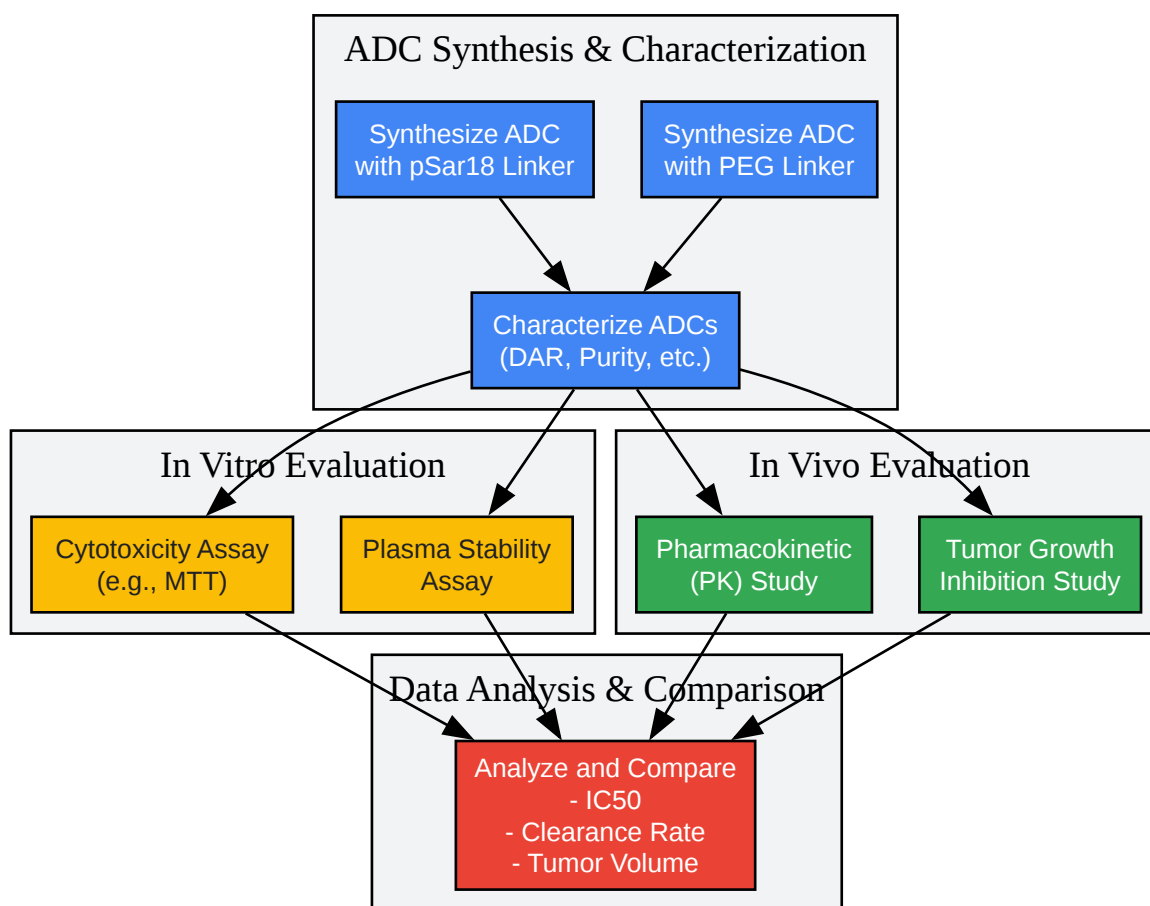 ADC Synthesis & Characterization
Synthesize ADC
with pSar18 Linker
Synthesize ADC
with PEG Linker
Characterize ADCs
(DAR, Purity, etc.)
In Vitro Evaluation
Cytotoxicity Assay
(e.g., MTT)
Plasma Stability
Assay
In Vivo Evaluation
Pharmacokinetic
(PK) Study
Tumor Growth
Inhibition Study
Data Analysis & Comparison
Analyze and Compare
- IC50
- Clearance Rate
- Tumor Volume